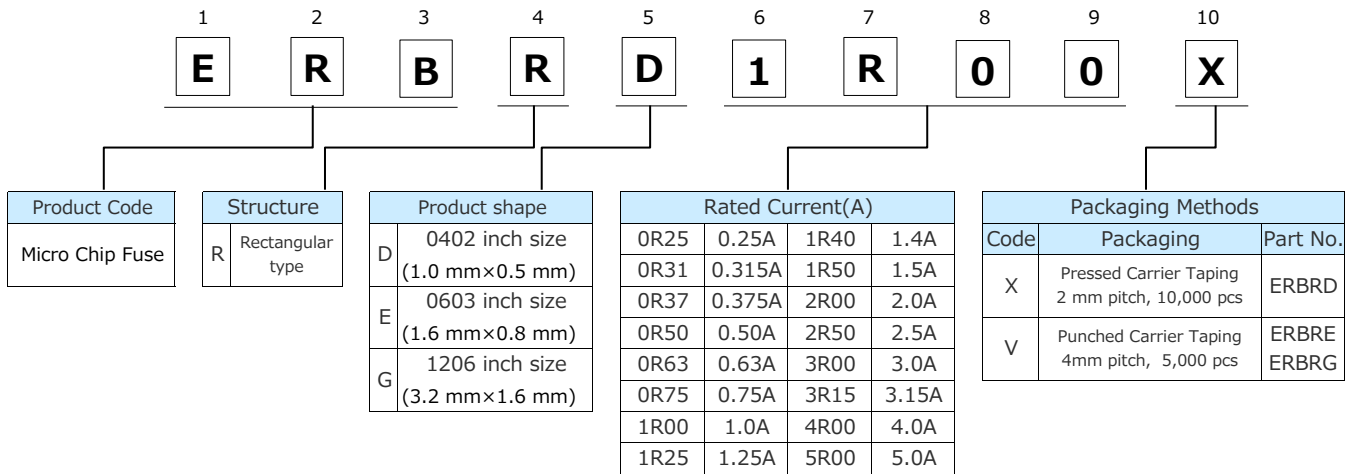 1 2 3 4 5 6 7 8 9 10
E R B R D 1 R 0 0 X
Product Code
Micro Chip Fuse
Structure
R Rectangular
type
Product shape
D 0402 inch size
(1.0 mm×0.5 mm)
E 0603 inch size
(1.6 mm×0.8 mm)
G 1206 inch size
(3.2 mm×1.6 mm)
Rated Current(A)
0R25 0.25A 1R40 1.4A
0R31 0.315A 1R50 1.5A
0R37 0.375A 2R00 2.0A
0R50 0.50A 2R50 2.5A
0R63 0.63A 3R00 3.0A
0R75 0.75A 3R15 3.15A
1R00 1.0A 4R00 4.0A
1R25 1.25A 5R00 5.0A
Packaging Methods
Code Packaging Part No.
X Pressed Carrier Taping
2 mm pitch, 10,000 pcs
ERBRD
V Punched Carrier Taping
4mm pitch, 5,000 pcs
ERBRE
ERBRG